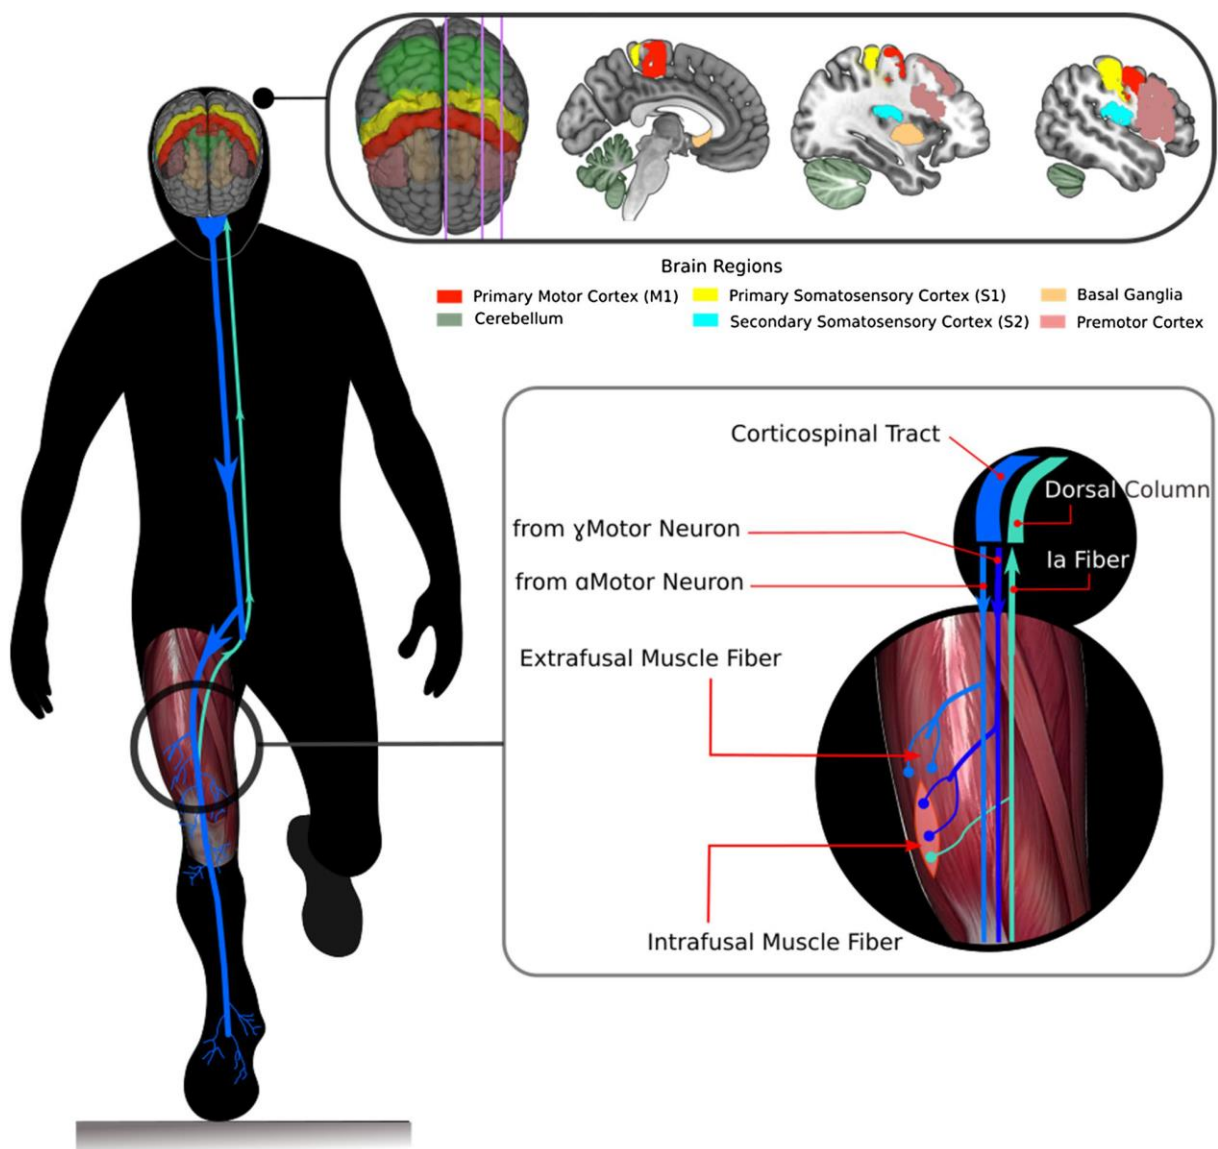 Brain Regions
Primary Motor Cortex (M1) Primary Somatosensory Cortex (S1) Basal Ganglia
Cerebellum Secondary Somatosensory Cortex (S2) Premotor Cortex
Corticospinal Tract
Dorsal Column
from ɣMotor Neuron
Ia Fiber
from αMotor Neuron
Extrafusal Muscle Fiber
Intrafusal Muscle Fiber